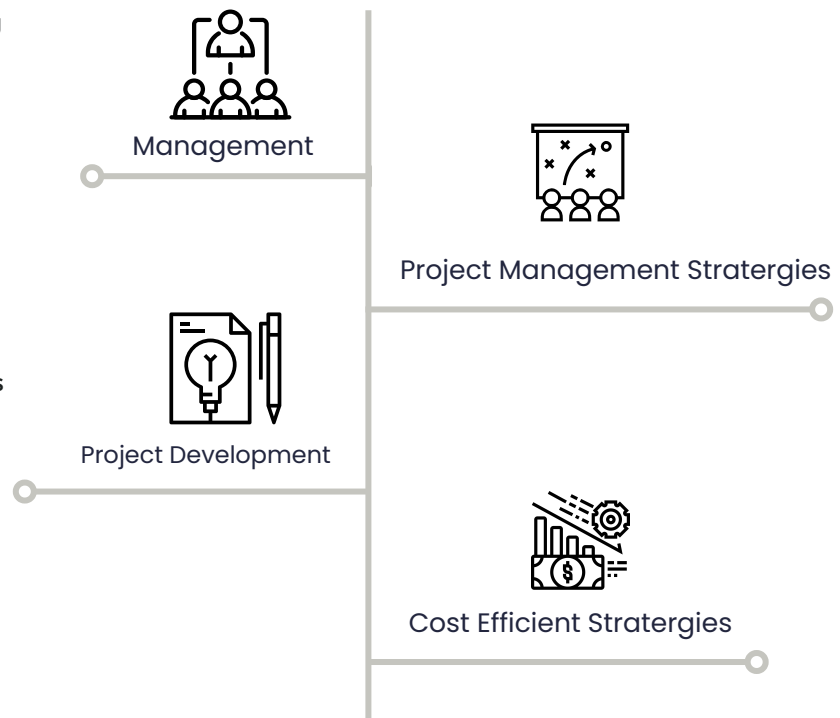 Management
Project Management Stratergies
Project Development
Cost Efficient Stratergies